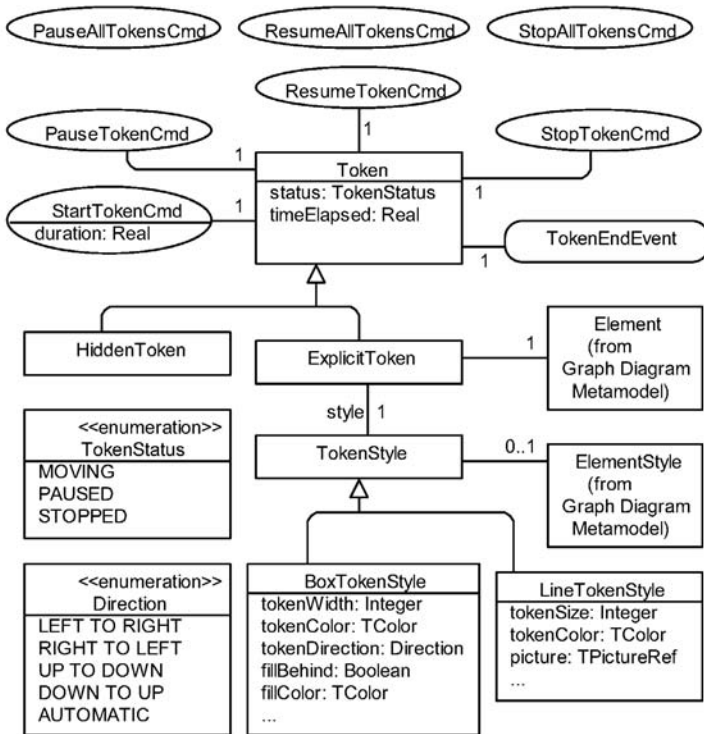 PauseAllTokensCmd
ResumeAllTokensCmd
StopAllTokensCmd
ResumeTokenCmd
PauseTokenCmd
StopTokenCmd
1
1
1
Token
status: TokenStatus
timeElapsed: Real
StartTokenCmd
duration: Real
1
TokenEndEvent
1
HiddenToken
ExplicitToken
1
Element
(from
Graph Diagram
Metamodel)
style
1
<<enumeration>>
TokenStatus
MOVING
PAUSED
STOPPED
TokenStyle
0..1
ElementStyle
(from
Graph Diagram
Metamodel)
<<enumeration>>
Direction
LEFT TO RIGHT
RIGHT TO LEFT
UP TO DOWN
DOWN TO UP
AUTOMATIC
BoxTokenStyle
tokenWidth: Integer
tokenColor: TColor
tokenDirection: Direction
fillBehind: Boolean
fillColor: TColor
...
LineTokenStyle
tokenSize: Integer
tokenColor: TColor
picture: TPictureRef
...